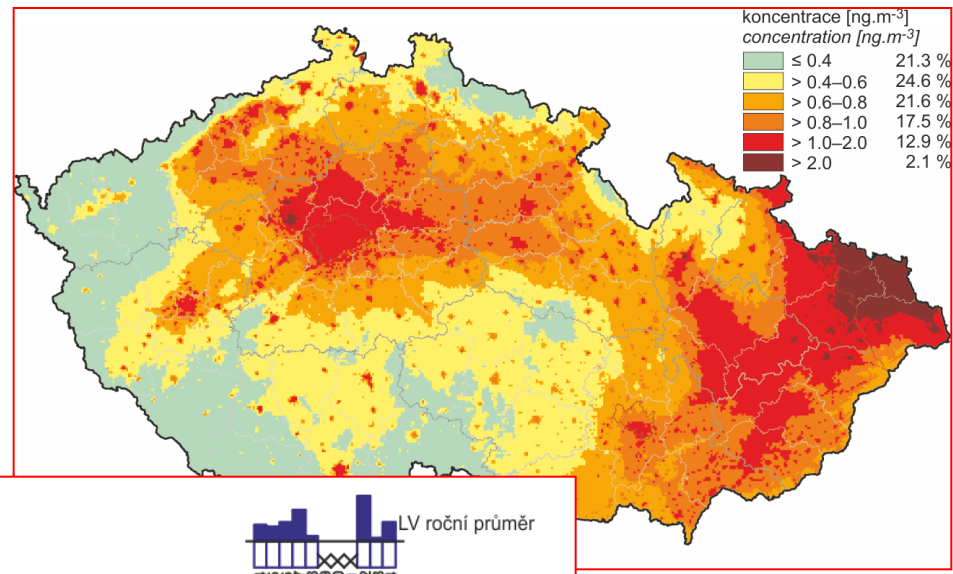 koncentrace [ng.m-³]
concentration [ng.m-³]
≤ 0.4 21.3 %
> 0.4–0.6 24.6 %
> 0.6–0.8 21.6 %
> 0.8–1.0 17.5 %
> 1.0–2.0 12.9 %
> 2.0 2.1 %
LV roční průměr